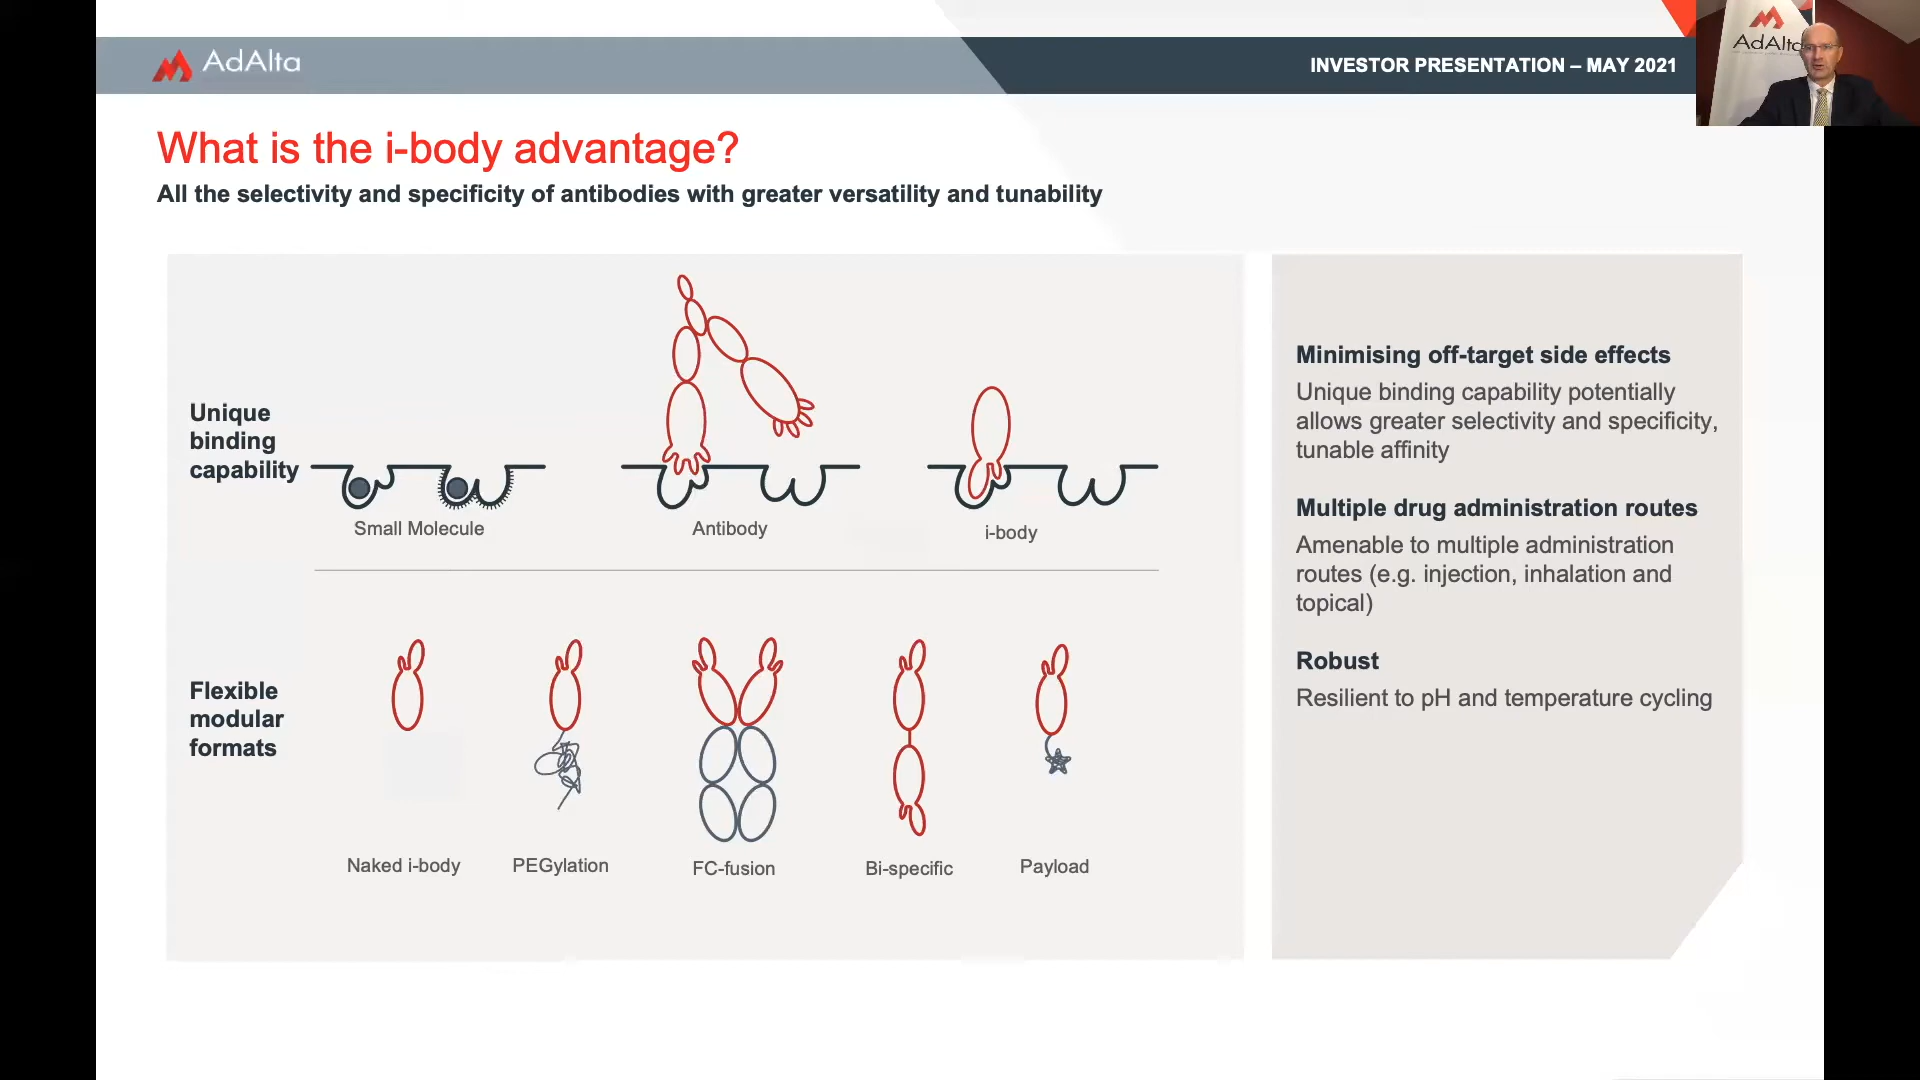 AdAlta
INVESTOR PRESENTATION – MAY 2021
AdAlta
What is the i-body advantage?
All the selectivity and specificity of antibodies with greater versatility and tunability
Unique
binding
capability
Small Molecule
Antibody
i-body
Flexible
modular
formats
Naked i-body
PEGylation
FC-fusion
Bi-specific
Payload
Minimising off-target side effects
Unique binding capability potentially
allows greater selectivity and specificity,
tunable affinity
Multiple drug administration routes
Amenable to multiple administration
routes (e.g. injection, inhalation and
topical)
Robust
Resilient to pH and temperature cycling